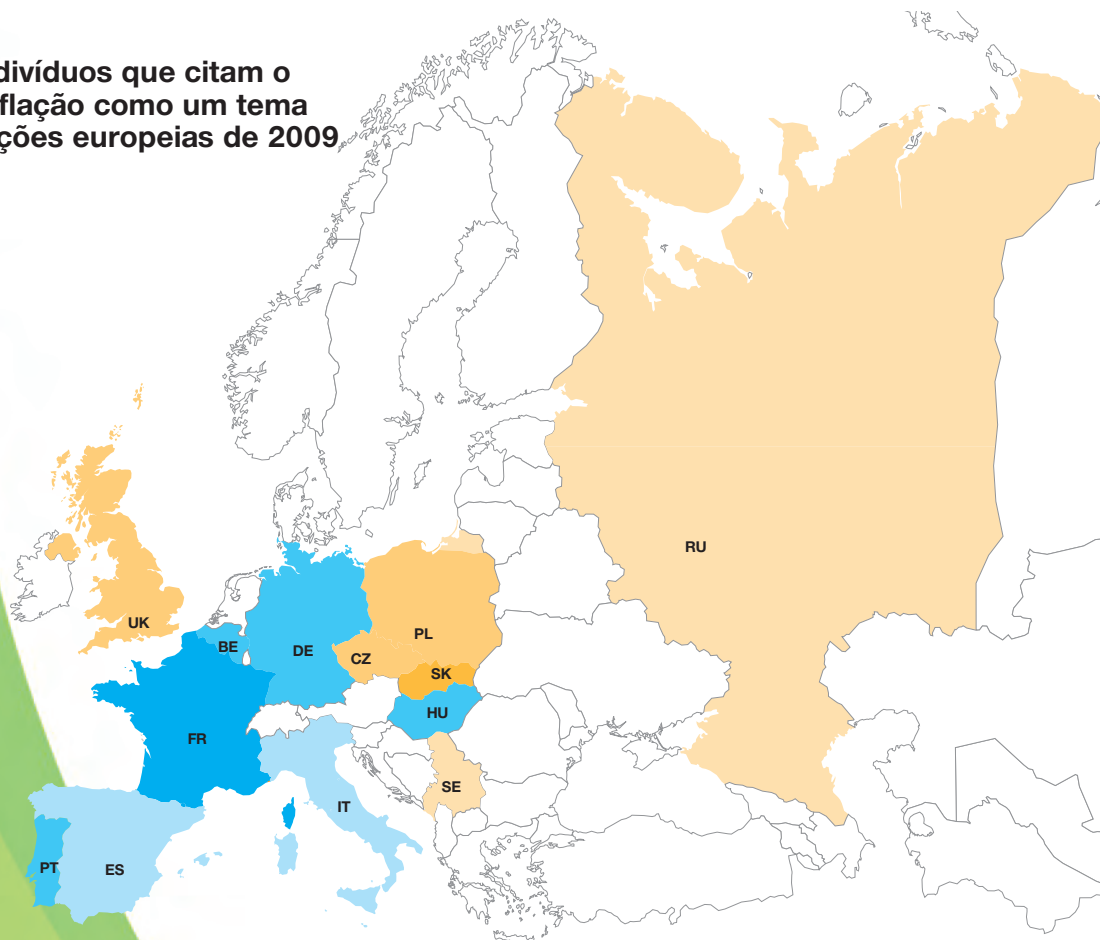 divíduos que citam o
flação como um tema
ções europeias de 2009
RU
UK
PL
BE
DE
CZ
SK
HU
FR
SE
IT
PT
ES